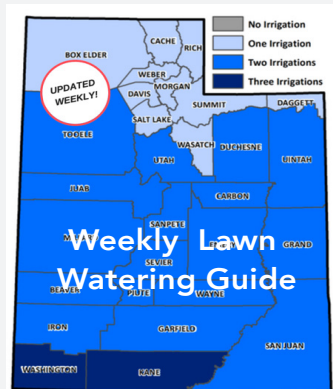 No Irrigation
One Irrigation
Two Irrigations
Three Irrigations
CACHE
RICH
BOX ELDER
WEBER
MORGAN
DAVIS
UPDATED
WEEKLY!
SUMMIT
DAGGETT
SALT LAKE
TOOELE
WASATCH
DUCHESNE
UTAH
UINTAH
JUAB
CARBON
SANPETE
Weekly Lawn
GRAND
SEVIER
Watering Guide
BEAVER
PIUTE
WAYNE
IRON
GARFIELD
SAN JUAN
WASHINGTON
KANE